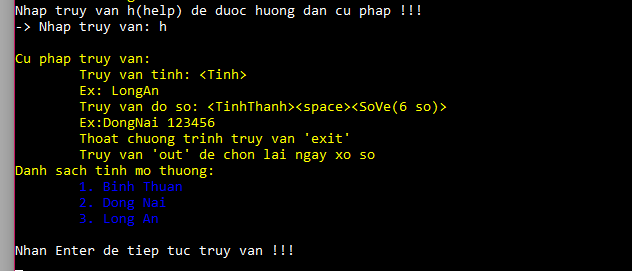 Nhap truy van h(help) de duoc huong dan cu phap !!!
-> Nhap truy van: h
Cu phap truy van:
Truy van tinh: <Tinh>
Ex: LongAn
Truy van do so: <TinhThanh><space><SoVe(6 so)>
Ex:DongNai 123456
Thoat chuong trinh truy van 'exit'
Truy van 'out' de chon lai ngay xo so
Danh sach tinh mo thuong:
1. Binh Thuan
2. Dong Nai
3. Long An
Nhan Enter de tiep tuc truy van !!!